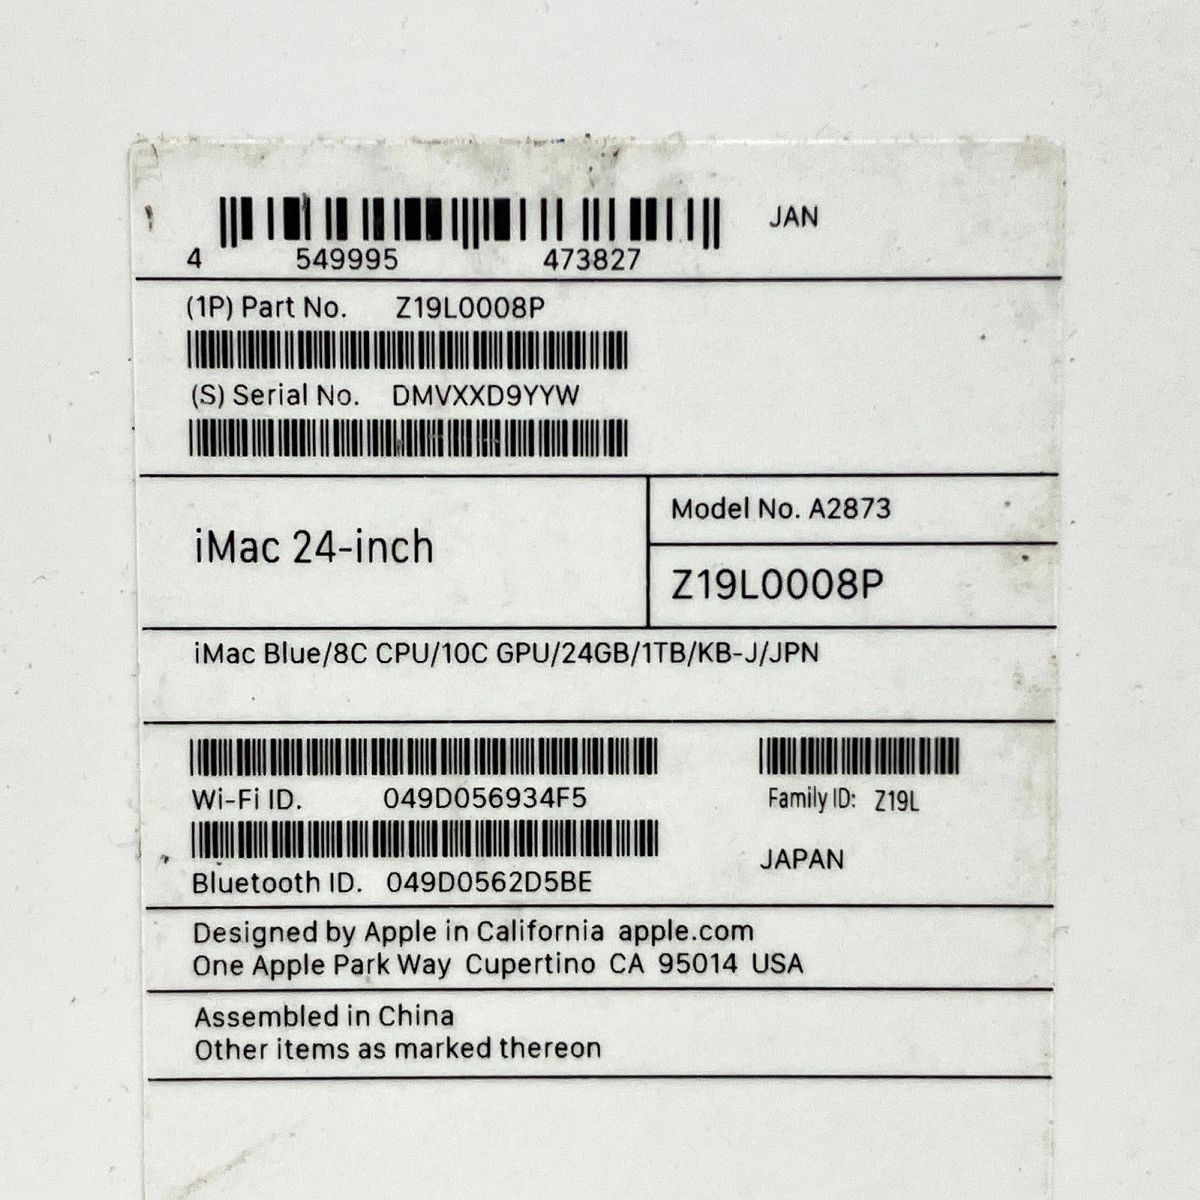 JAN
4 549995 473827
(1P) Part No. Z19L0008P
(S) Serial No. DMVXXD9YYW
iMac 24-inch
Model No. A2873
Z19L0008P
iMac Blue/8C CPU/10C GPU/24GB/1TB/KB-J/JPN
Wi-Fi ID. 049D056934F5
Family ID: Z19L
JAPAN
Bluetooth ID. 049D0562D5BE
Designed by Apple in California apple.com
One Apple Park Way Cupertino CA 95014 USA
Assembled in China
Other items as marked thereon